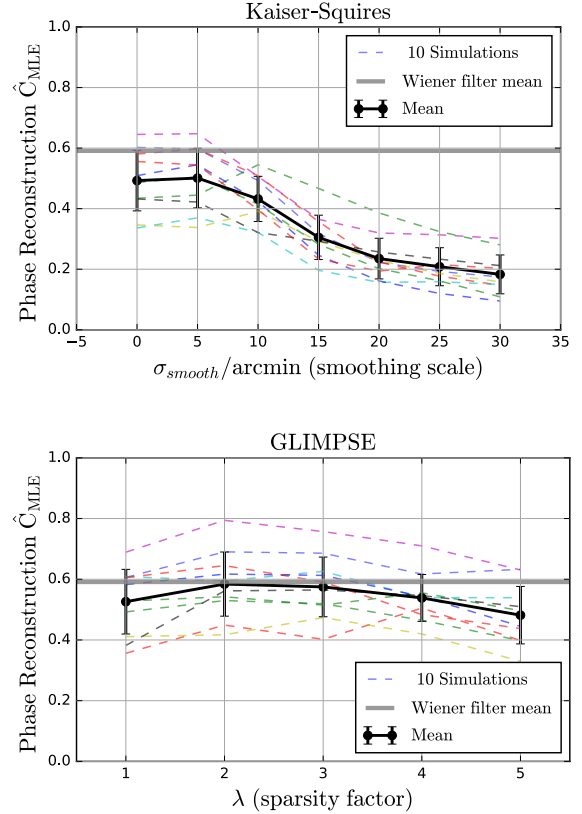 Kaiser-Squires
1.0
0.8
0.6
0.4
0.2
0.0
Phase Reconstruction Ĉ_MLE
10 Simulations
Wiener filter mean
Mean
−5 0 5 10 15 20 25 30 35
σ_smooth/arcmin (smoothing scale)
GLIMPSE
1.0
0.8
0.6
0.4
0.2
0.0
Phase Reconstruction Ĉ_MLE
10 Simulations
Wiener filter mean
Mean
1 2 3 4 5
λ (sparsity factor)